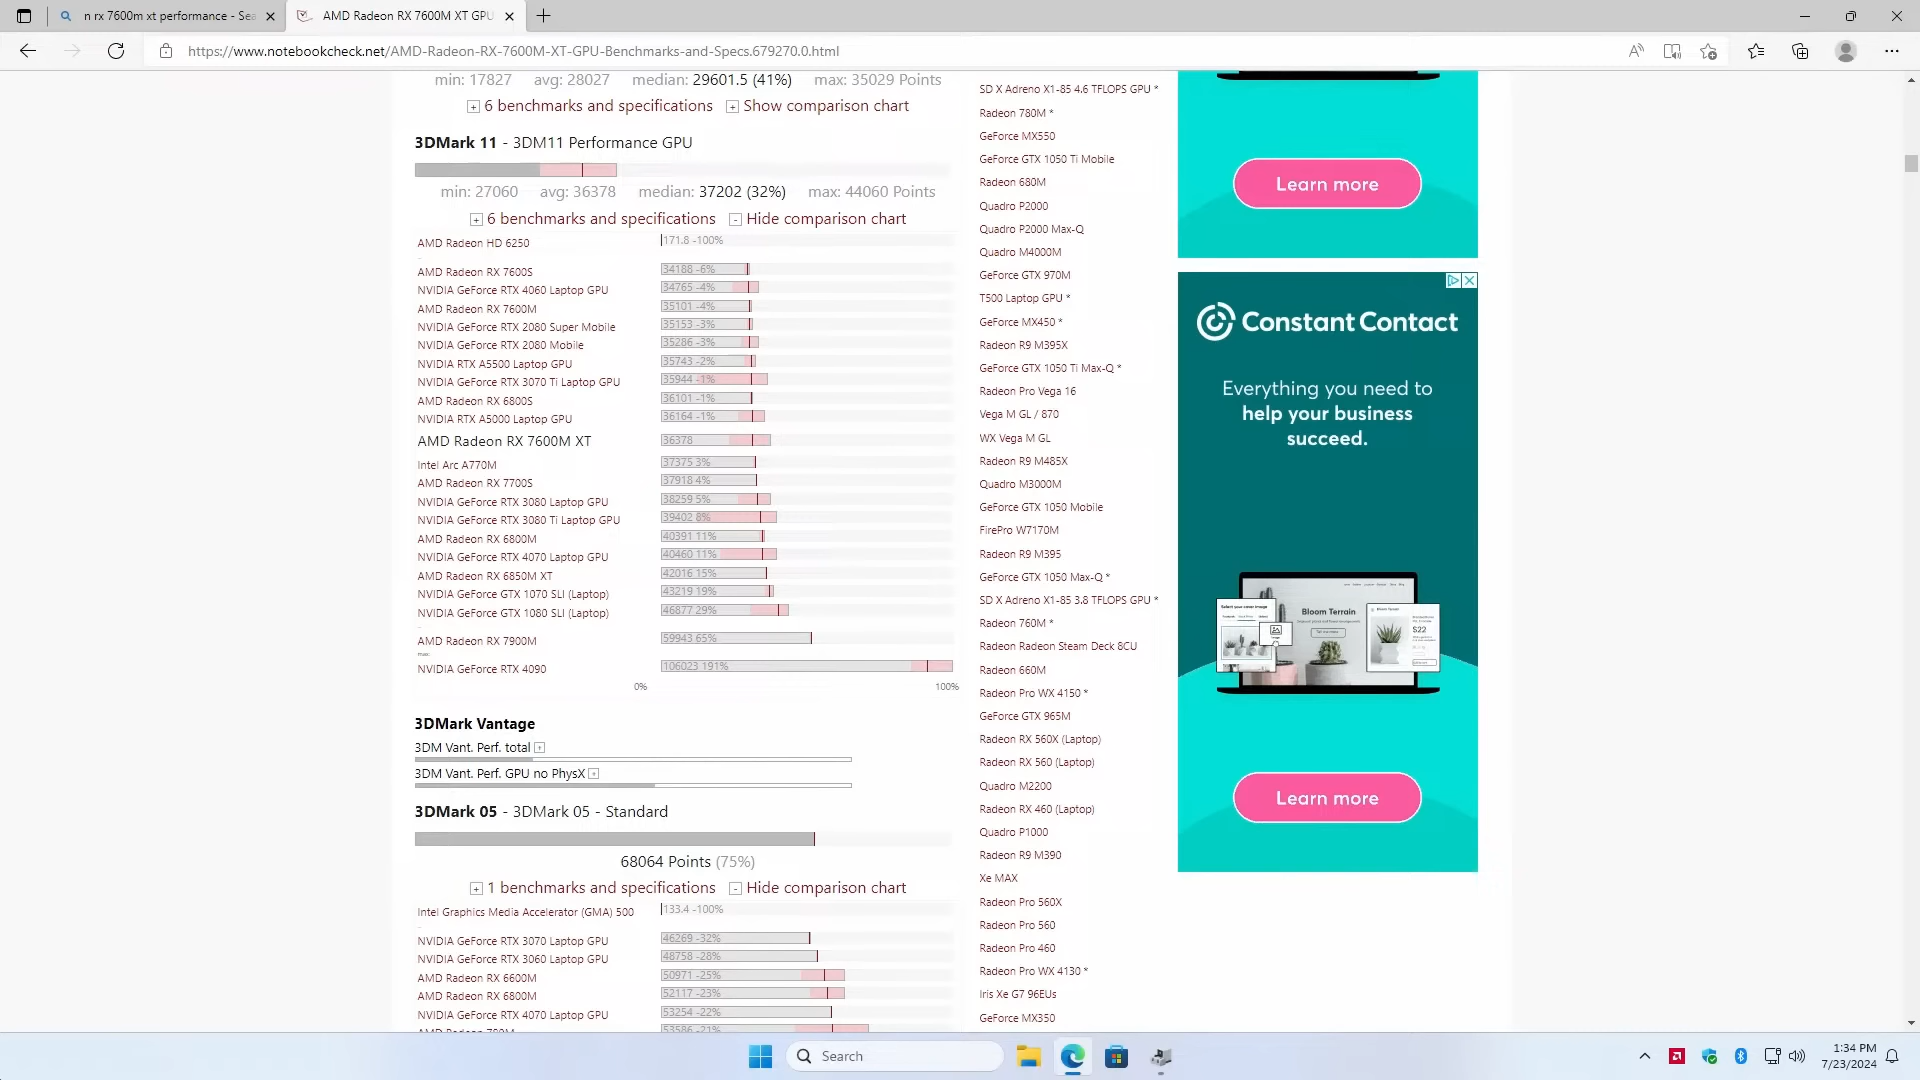 n rx 7600m xt performance - Sea
AMD Radeon RX 7600M XT GPU
https://www.notebookcheck.net/AMD-Radeon-RX-7600M-XT-GPU-Benchmarks-and-Specs.679270.0.html
min: 17827 avg: 28027 median: 29601.5 (41%) max: 35029 Points
+ 6 benchmarks and specifications + Show comparison chart
3DMark 11 - 3DM11 Performance GPU
min: 27060 avg: 36378 median: 37202 (32%) max: 44060 Points
+ 6 benchmarks and specifications - Hide comparison chart
AMD Radeon HD 6250 171.8 -100%
...
AMD Radeon RX 7600S 34188 -6%
NVIDIA GeForce RTX 4060 Laptop GPU 34765 -4%
AMD Radeon RX 7600M 35101 -4%
NVIDIA GeForce RTX 2080 Super Mobile 35153 -3%
NVIDIA GeForce RTX 2080 Mobile 35286 -3%
NVIDIA RTX A5500 Laptop GPU 35743 -2%
NVIDIA GeForce RTX 3070 Ti Laptop GPU 35944 -1%
AMD Radeon RX 6800S 36101 -1%
NVIDIA RTX A5000 Laptop GPU 36164 -1%
AMD Radeon RX 7600M XT 36378
Intel Arc A770M 37375 3%
AMD Radeon RX 7700S 37918 4%
NVIDIA GeForce RTX 3080 Laptop GPU 38259 5%
NVIDIA GeForce RTX 3080 Ti Laptop GPU 39402 8%
AMD Radeon RX 6800M 40391 11%
NVIDIA GeForce RTX 4070 Laptop GPU 40460 11%
AMD Radeon RX 6850M XT 42016 15%
NVIDIA GeForce GTX 1070 SLI (Laptop) 43219 19%
NVIDIA GeForce GTX 1080 SLI (Laptop) 46877 29%
...
AMD Radeon RX 7900M 59943 65%
max:
NVIDIA GeForce RTX 4090 106023 191%
0% 100%
3DMark Vantage
3DM Vant. Perf. total +
3DM Vant. Perf. GPU no PhysX +
3DMark 05 - 3DMark 05 - Standard
68064 Points (75%)
+ 1 benchmarks and specifications - Hide comparison chart
Intel Graphics Media Accelerator (GMA) 500 133.4 -100%
...
NVIDIA GeForce RTX 3070 Laptop GPU 46269 -32%
NVIDIA GeForce RTX 3060 Laptop GPU 48758 -28%
AMD Radeon RX 6600M 50971 -25%
AMD Radeon RX 6800M 52117 -23%
NVIDIA GeForce RTX 4070 Laptop GPU 53254 -22%
AMD Radeon 780M 53586 -21%
SD X Adreno X1-85 4.6 TFLOPS GPU *
Radeon 780M *
GeForce MX550
GeForce GTX 1050 Ti Mobile
Radeon 680M
Quadro P2000
Quadro P2000 Max-Q
Quadro M4000M
GeForce GTX 970M
T500 Laptop GPU *
GeForce MX450 *
Radeon R9 M395X
GeForce GTX 1050 Ti Max-Q *
Radeon Pro Vega 16
Vega M GL / 870
WX Vega M GL
Radeon R9 M485X
Quadro M3000M
GeForce GTX 1050 Mobile
FirePro W7170M
Radeon R9 M395
GeForce GTX 1050 Max-Q *
SD X Adreno X1-85 3.8 TFLOPS GPU *
Radeon 760M *
Radeon Radeon Steam Deck 8CU
Radeon 660M
Radeon Pro WX 4150 *
GeForce GTX 965M
Radeon RX 560X (Laptop)
Radeon RX 560 (Laptop)
Quadro M2200
Radeon RX 460 (Laptop)
Quadro P1000
Radeon R9 M390
Xe MAX
Radeon Pro 560X
Radeon Pro 560
Radeon Pro 460
Radeon Pro WX 4130 *
Iris Xe G7 96EUs
GeForce MX350
Learn more
Constant Contact
Everything you need to
help your business
succeed.
Bloom Terrain
$22
Learn more
Search
1:34 PM
7/23/2024